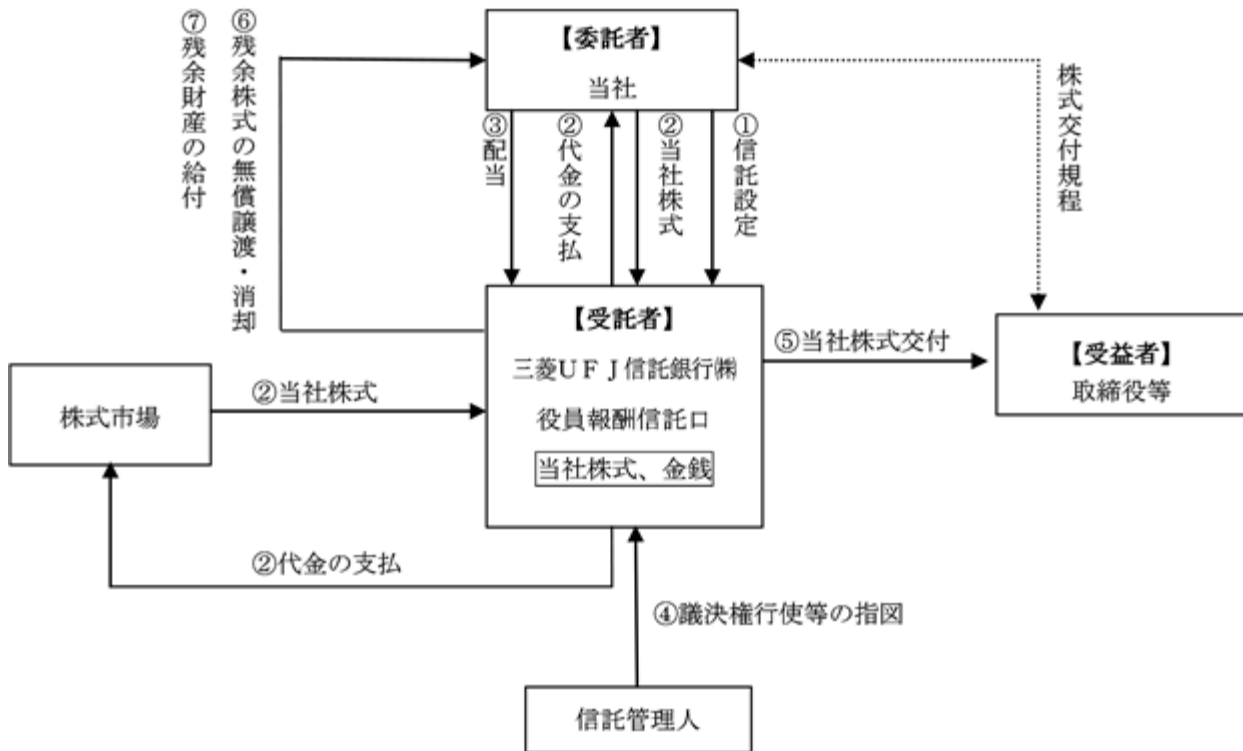 ⑦残余財産の給付
⑥残余株式の無償譲渡・消却
【委託者】
当社
③配当
②代金の支払
②当社株式
①信託設定
株式交付規程
【受託者】
三菱ＵＦＪ信託銀行㈱
役員報酬信託口
当社株式、金銭
⑤当社株式交付
【受益者】
取締役等
株式市場
②当社株式
②代金の支払
④議決権行使等の指図
信託管理人